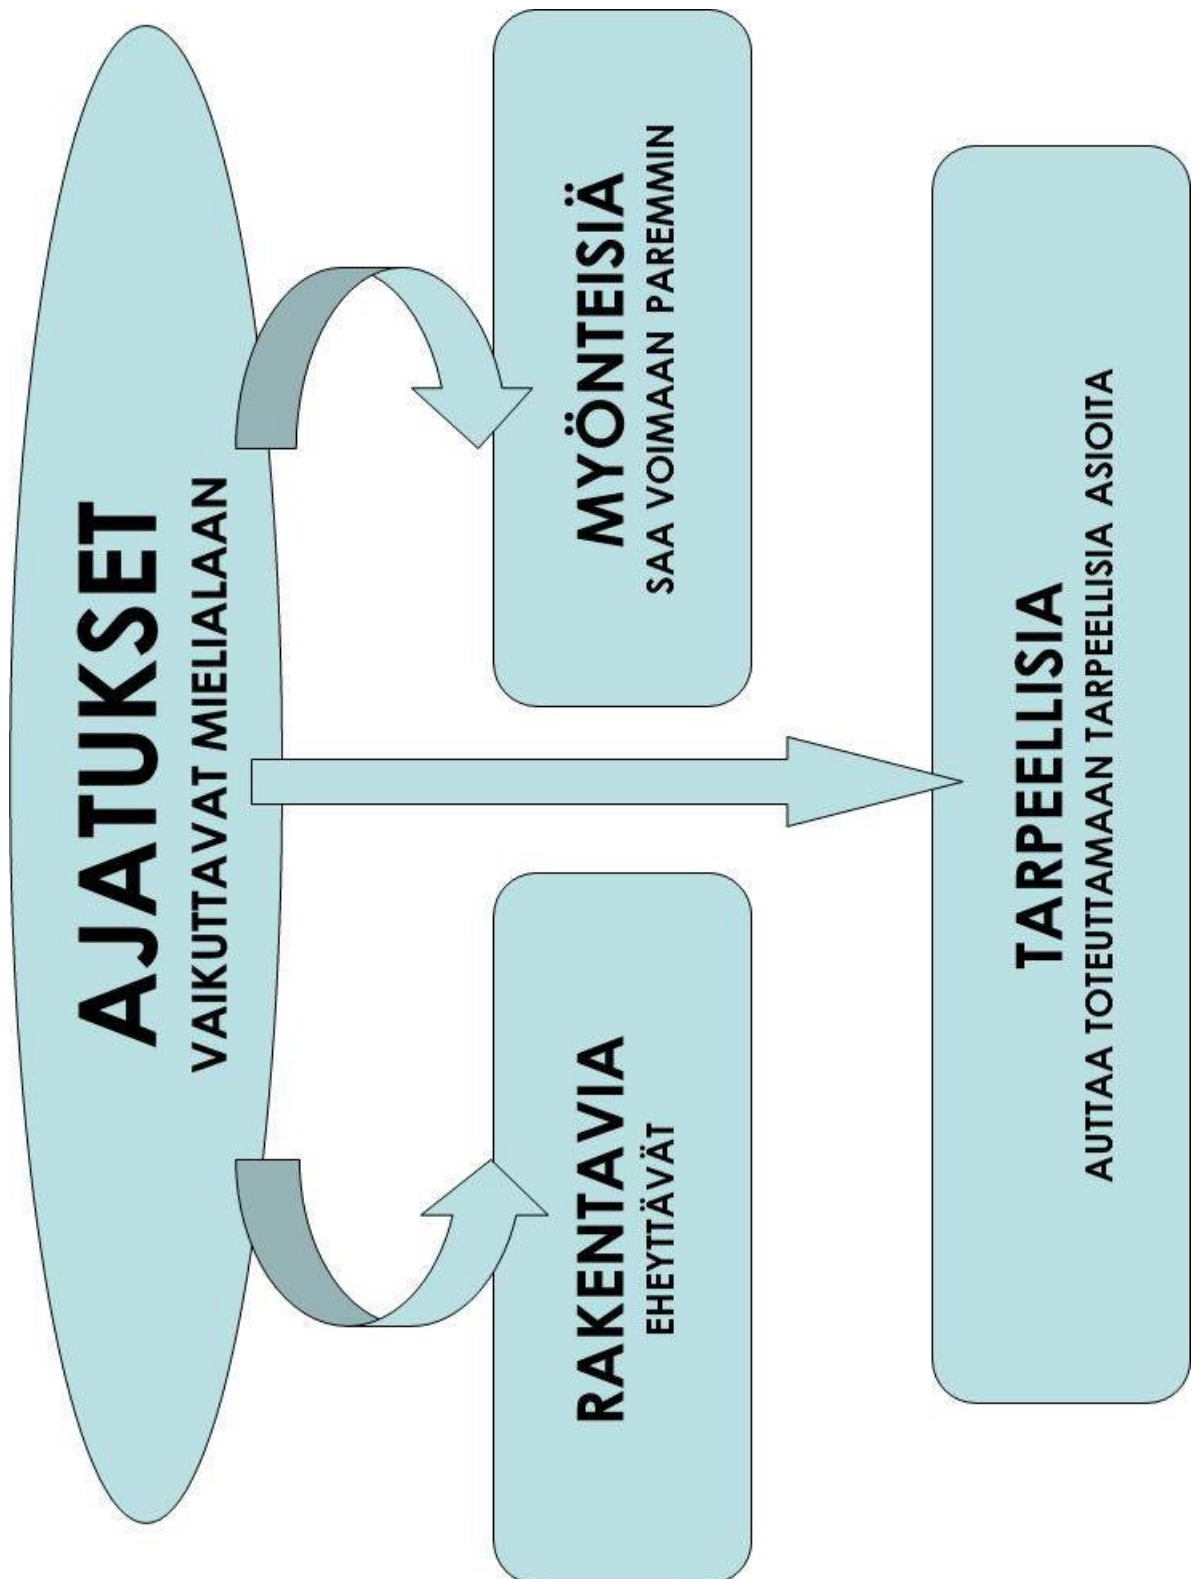 AJATUKSET
VAIKUTTAVAT MIELIALAAN
RAKENTAVIA
EHEYTTÄVÄT
MYÖNTEISIÄ
SAA VOIMAAN PAREMMIN
TARPEELLISIA
AUTTAA TOTEUTTAMAAN TARPEELLISIA ASIOITA